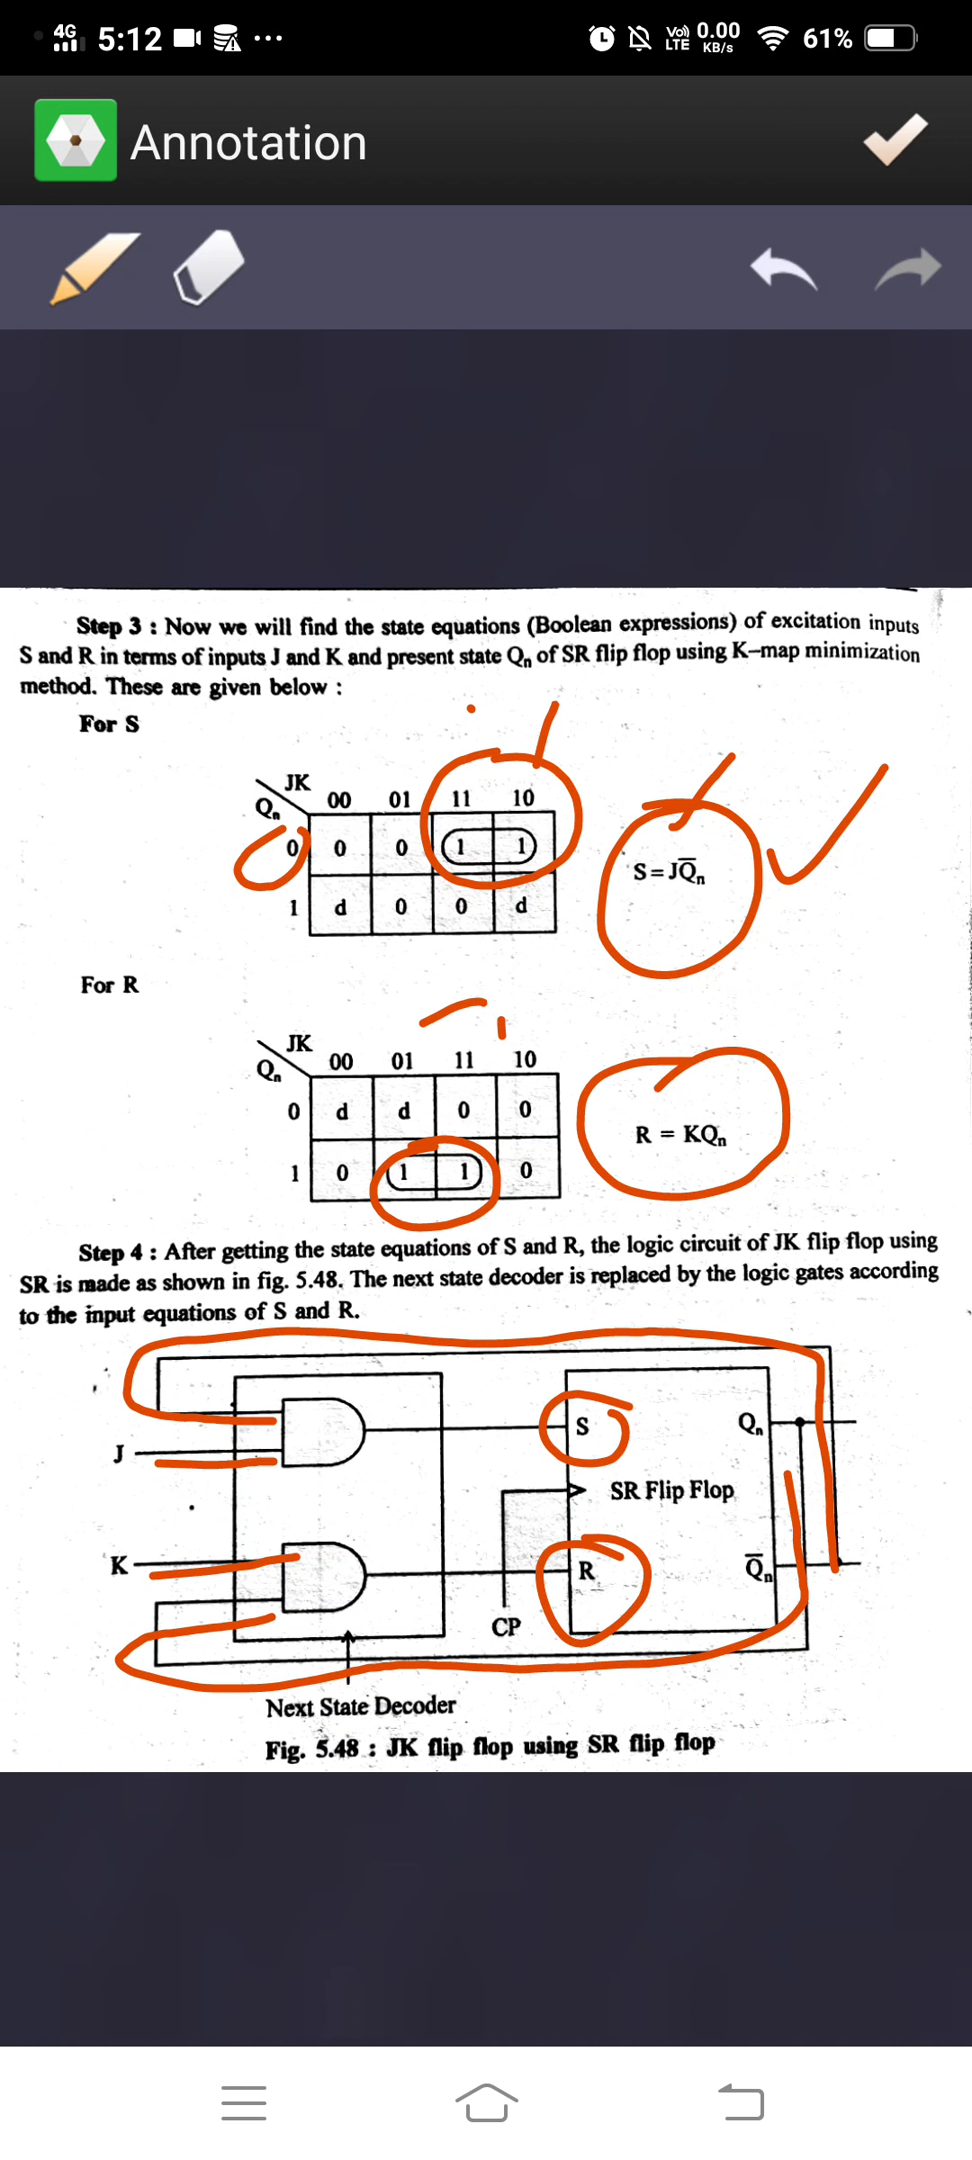 4G 5:12 ... Vo) LTE 0.00 KB/s 61%
Annotation
Step 3 : Now we will find the state equations (Boolean expressions) of excitation inputs
S and R in terms of inputs J and K and present state Qn of SR flip flop using K–map minimization
method. These are given below :
For S
JK
Qn 00 01 11 10
0 0 0 1 1
1 d 0 0 d
S = JQ̅n
For R
JK
Qn 00 01 11 10
0 d d 0 0
1 0 1 1 0
R = KQn
Step 4 : After getting the state equations of S and R, the logic circuit of JK flip flop using
SR is made as shown in fig. 5.48. The next state decoder is replaced by the logic gates according
to the input equations of S and R.
S Qn
J
SR Flip Flop
K R Q̅n
CP
Next State Decoder
Fig. 5.48 : JK flip flop using SR flip flop